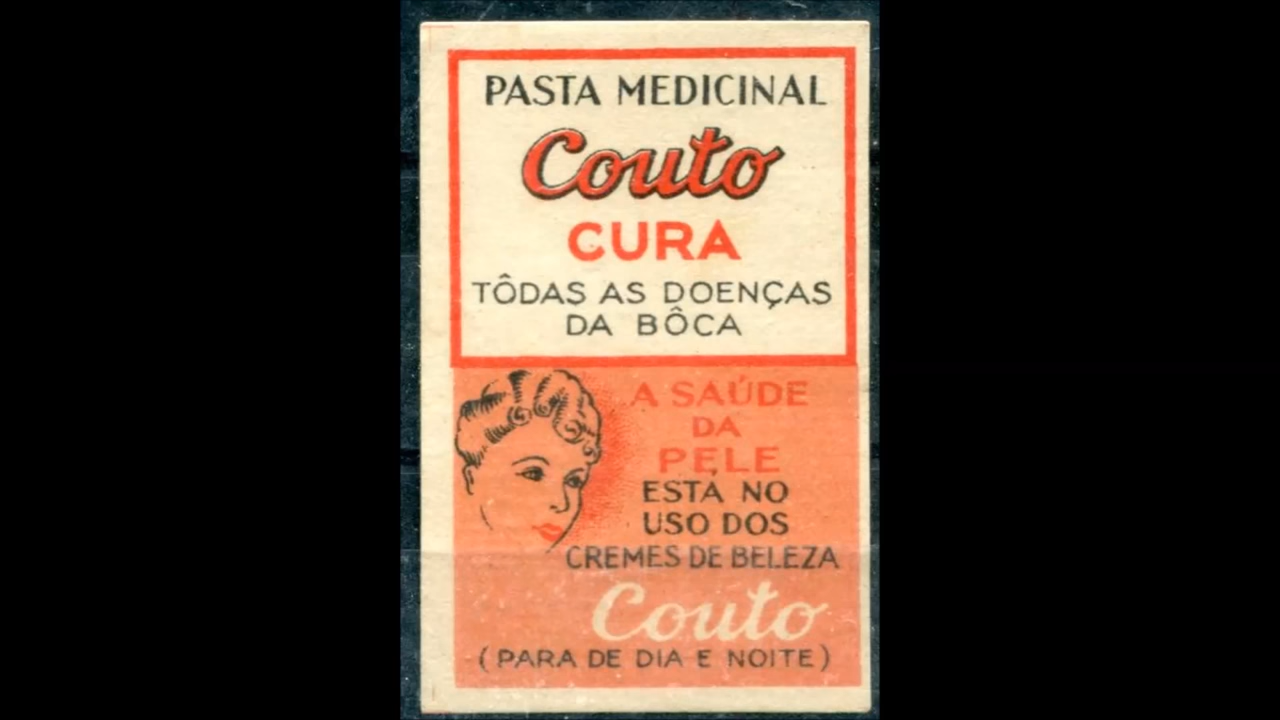 PASTA MEDICINAL
Couto
CURA
TÔDAS AS DOENÇAS
DA BÔCA
A SAÚDE
DA
PELE
ESTÁ NO
USO DOS
CREMES DE BELEZA
Couto
(PARA DE DIA E NOITE)